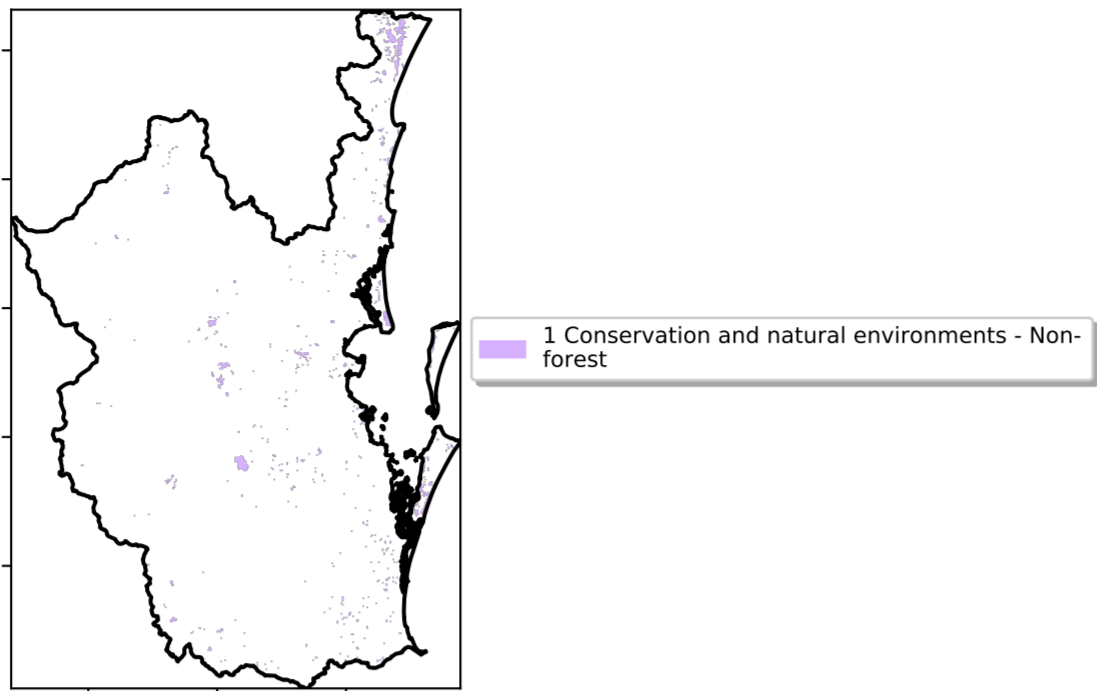 1 Conservation and natural environments - Non-
forest